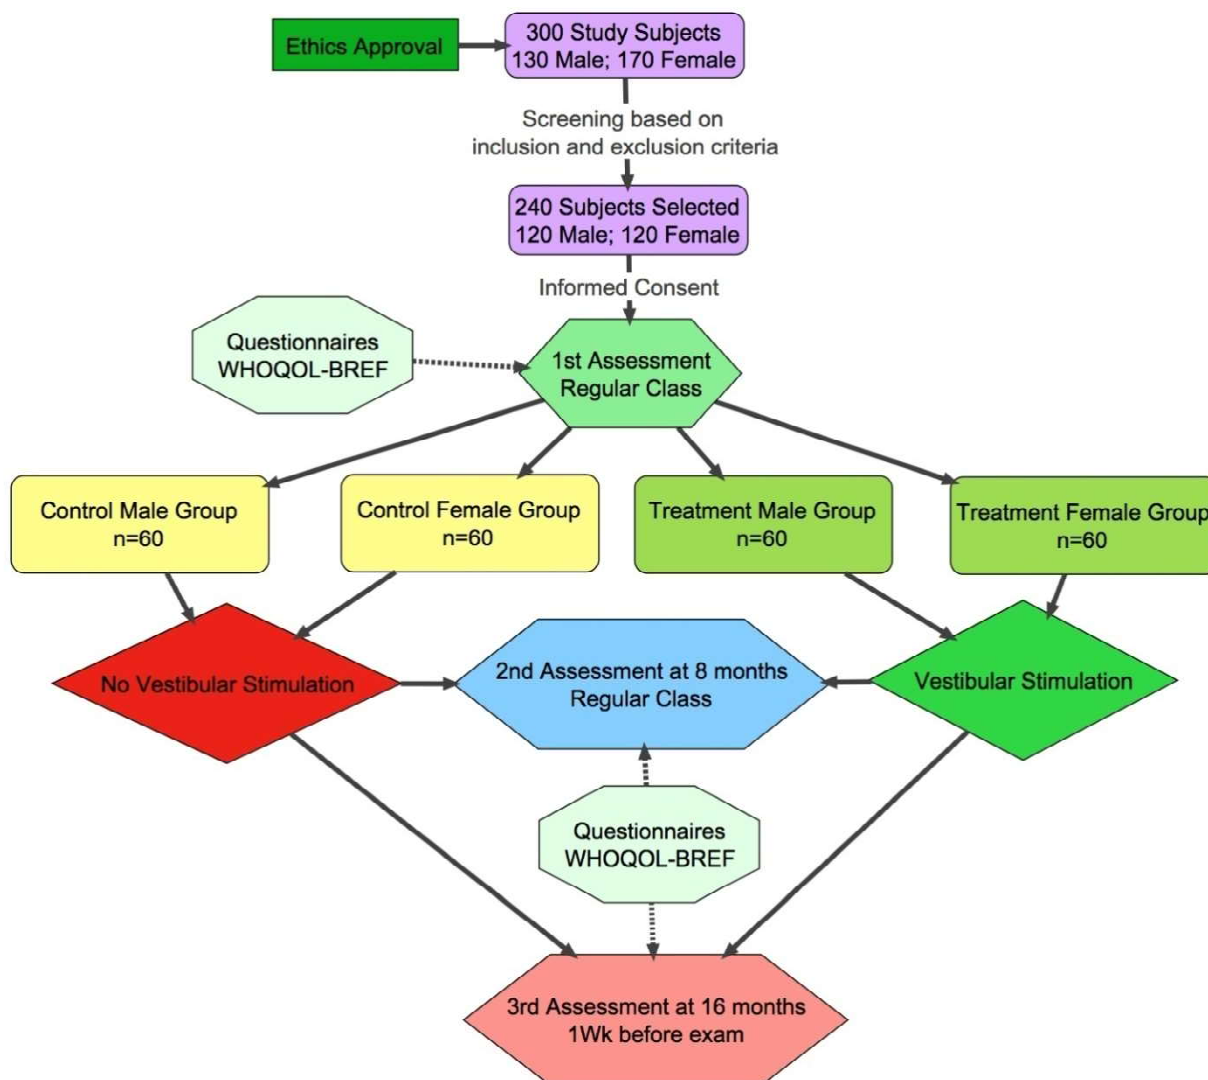 Ethics Approval
300 Study Subjects
130 Male; 170 Female
Screening based on
inclusion and exclusion criteria
240 Subjects Selected
120 Male; 120 Female
Informed Consent
Questionnaires
WHOQOL-BREF
1st Assessment
Regular Class
Control Male Group
n=60
Control Female Group
n=60
Treatment Male Group
n=60
Treatment Female Group
n=60
No Vestibular Stimulation
2nd Assessment at 8 months
Regular Class
Vestibular Stimulation
Questionnaires
WHOQOL-BREF
3rd Assessment at 16 months
1Wk before exam